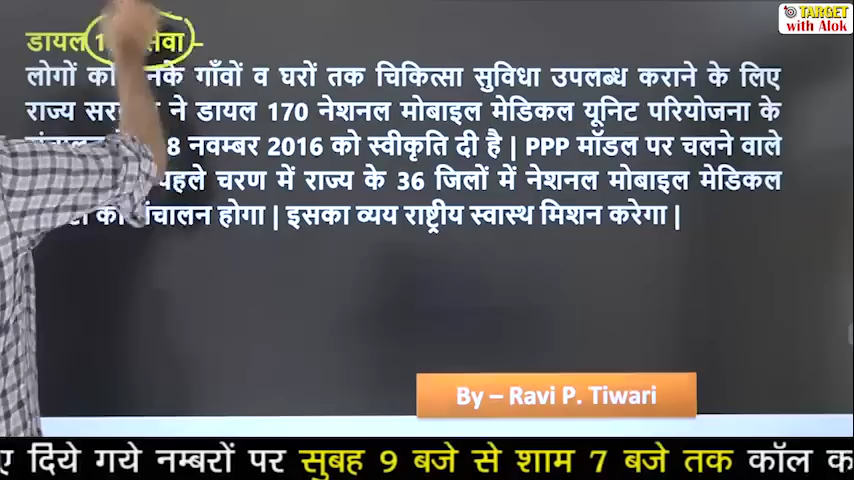 TARGET
with Alok
डायल सेवा –
लोगों को उनके गाँवों व घरों तक चिकित्सा सुविधा उपलब्ध कराने के लिए
राज्य सरकार ने डायल 170 नेशनल मोबाइल मेडिकल यूनिट परियोजना के
8 नवम्बर 2016 को स्वीकृति दी है | PPP मॉडल पर चलने वाले
पहले चरण में राज्य के 36 जिलों में नेशनल मोबाइल मेडिकल
संचालन होगा | इसका व्यय राष्ट्रीय स्वास्थ मिशन करेगा |
By – Ravi P. Tiwari
दिये गये नम्बरों पर सुबह 9 बजे से शाम 7 बजे तक कॉल